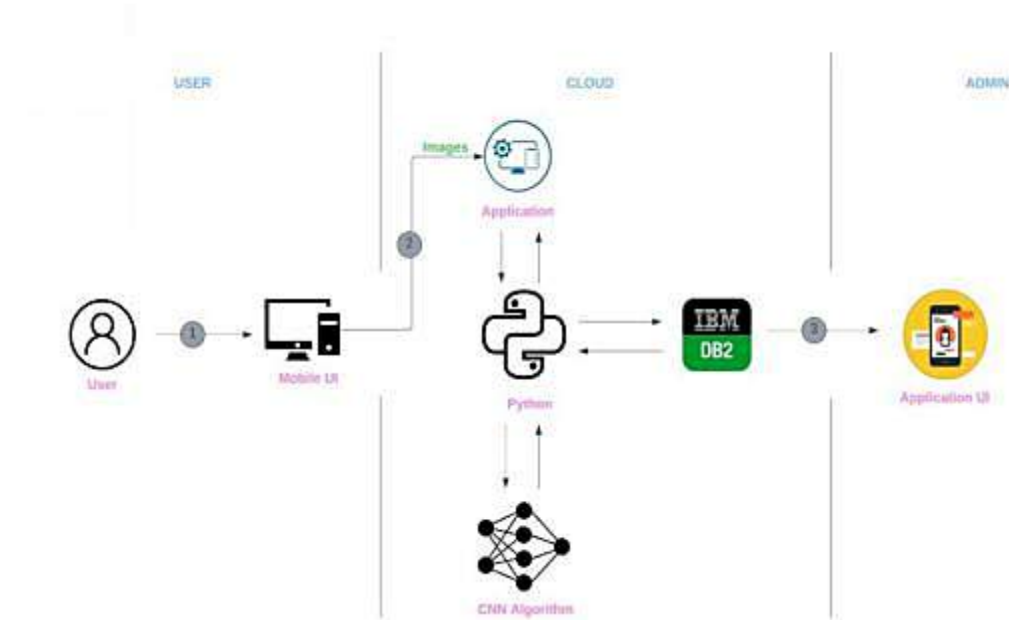 USER
CLOUD
ADMIN
Images
Application
2
1
IBM
DB2
3
User
Mobile UI
Python
Application UI
CNN Algorithm